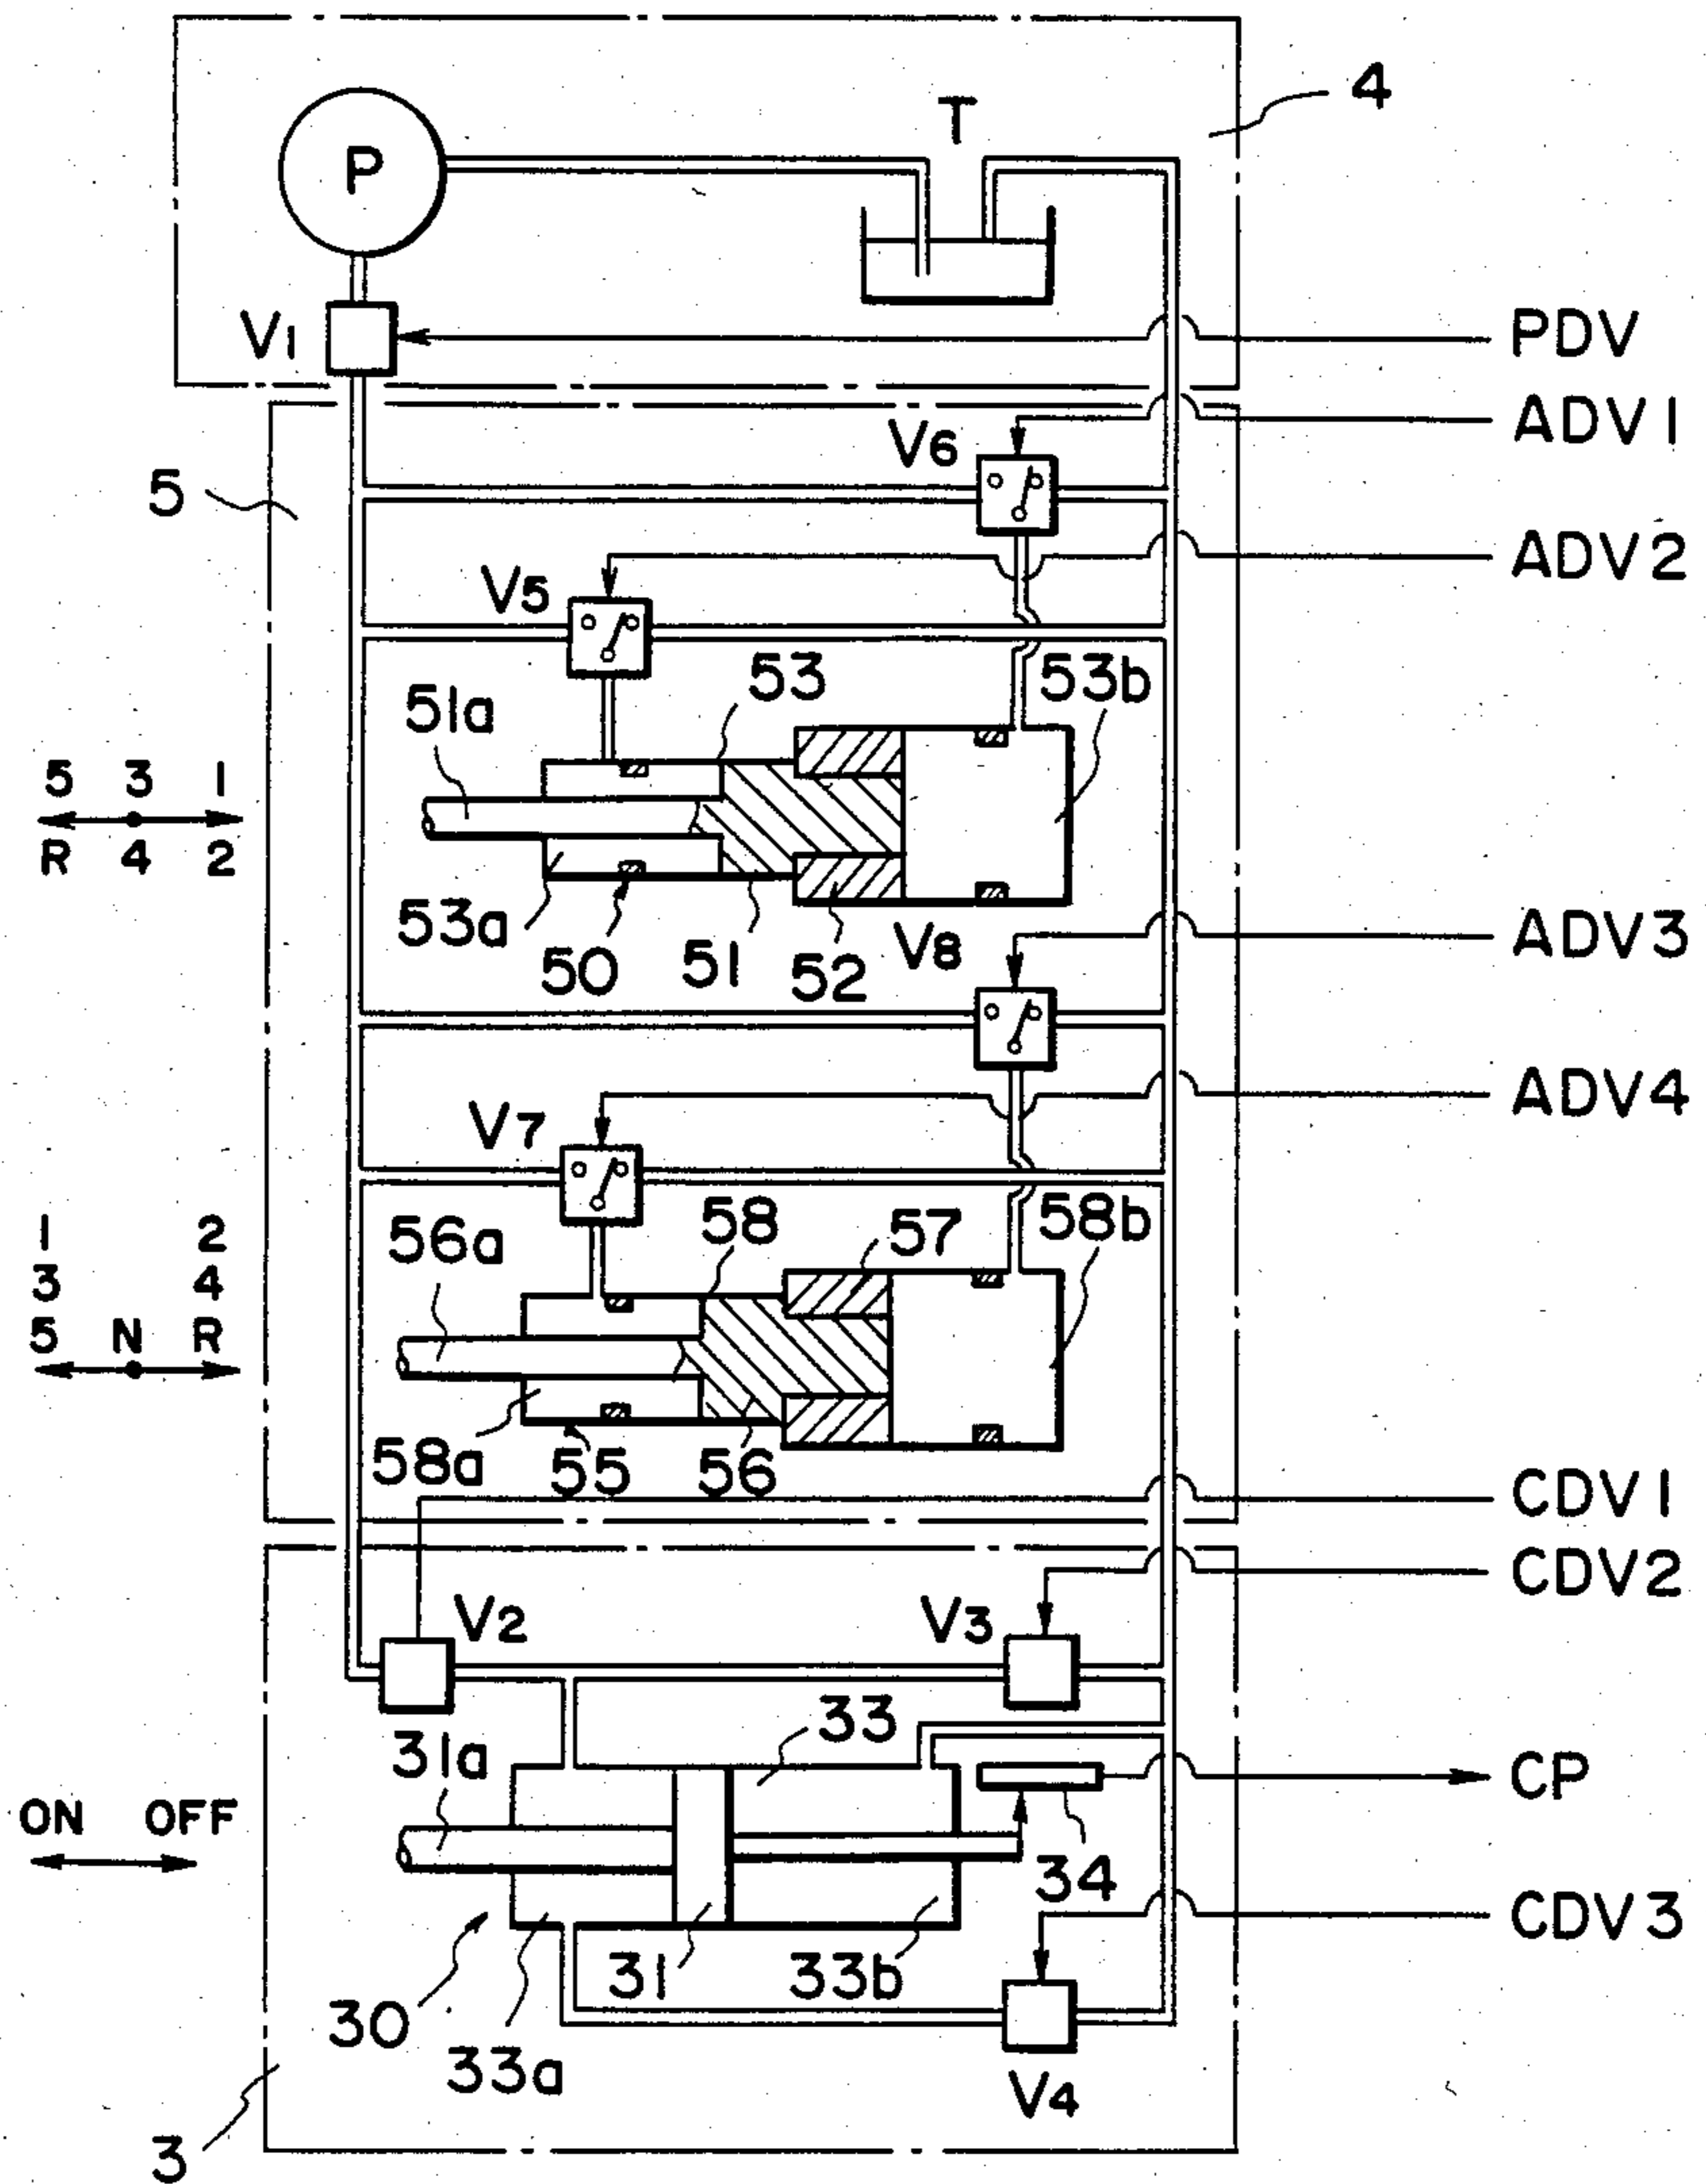 4
T
P
V1
PDV
ADV1
V6
5
ADV2
V5
53
53b
51a
5 3 1
R 4 2
53a
50
51
52
V8
ADV3
ADV4
V7
58
57
58b
56a
1 2
3 4
5 N R
58a
55
56
CDV1
CDV2
V2
V3
33
31a
CP
ON OFF
34
CDV3
31
33b
30
33a
V4
3